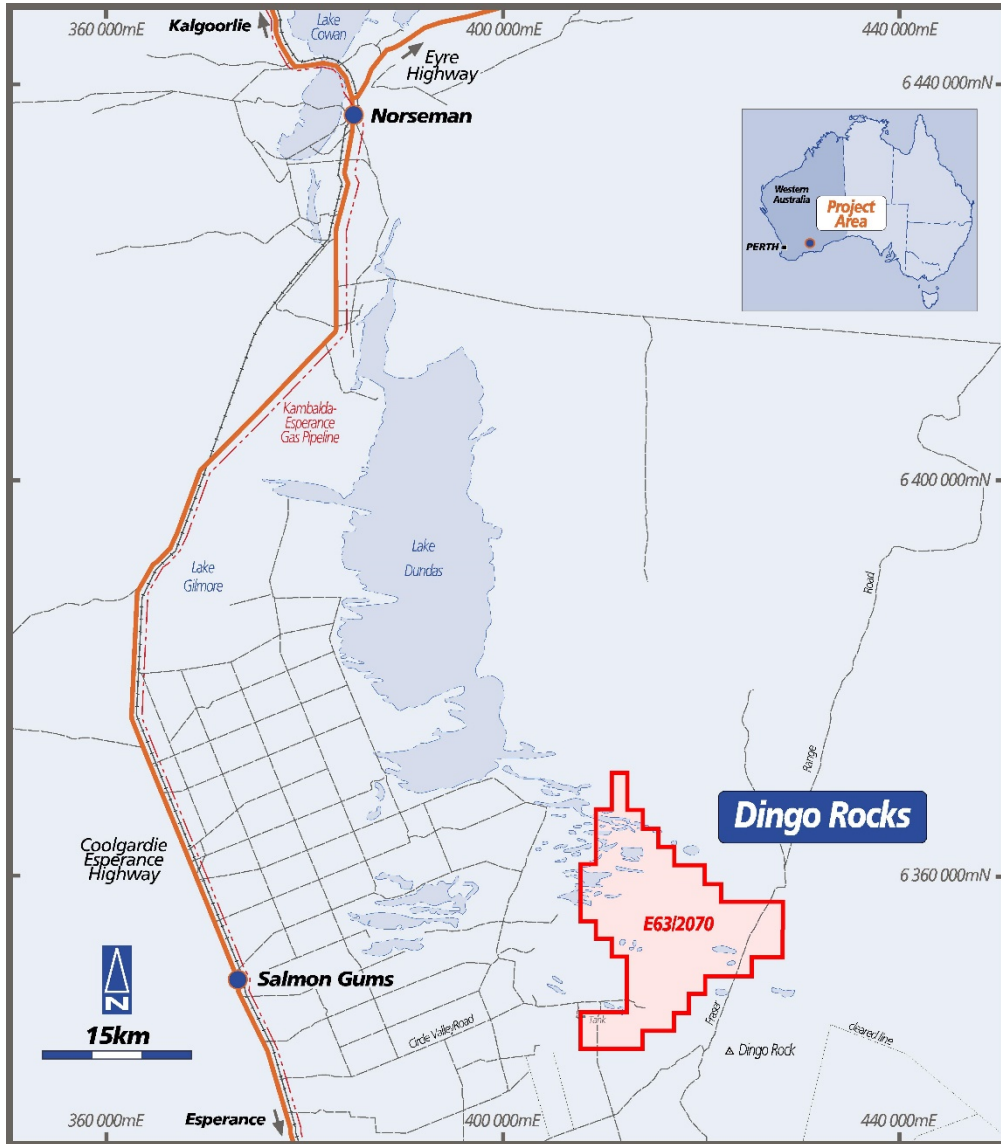 360 000mE
400 000mE
440 000mE
Kalgoorlie
Lake
Cowan
Eyre
Highway
6 440 000mN
Norseman
Western
Australia
Project
Area
PERTH
Kambalda-
Esperance
Gas Pipeline
6 400 000mN
Lake
Gilmore
Lake
Dundas
Road
Range
Dingo Rocks
Coolgardie
Esperance
Highway
6 360 000mN
E63/2070
Salmon Gums
N
15km
Circle Valley Road
Tank
Fraser
Dingo Rock
cleared line
Esperance
360 000mE
400 000mE
440 000mE